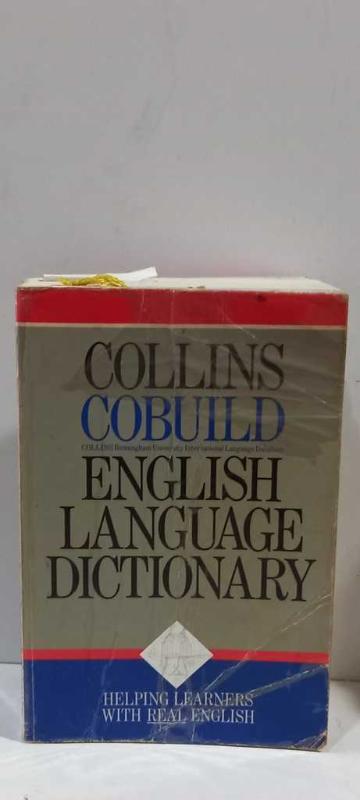 COLLINS
COBUILD
COLLINS Birmingham University International Language Database
ENGLISH
LANGUAGE
DICTIONARY
HELPING LEARNERS
WITH REAL ENGLISH